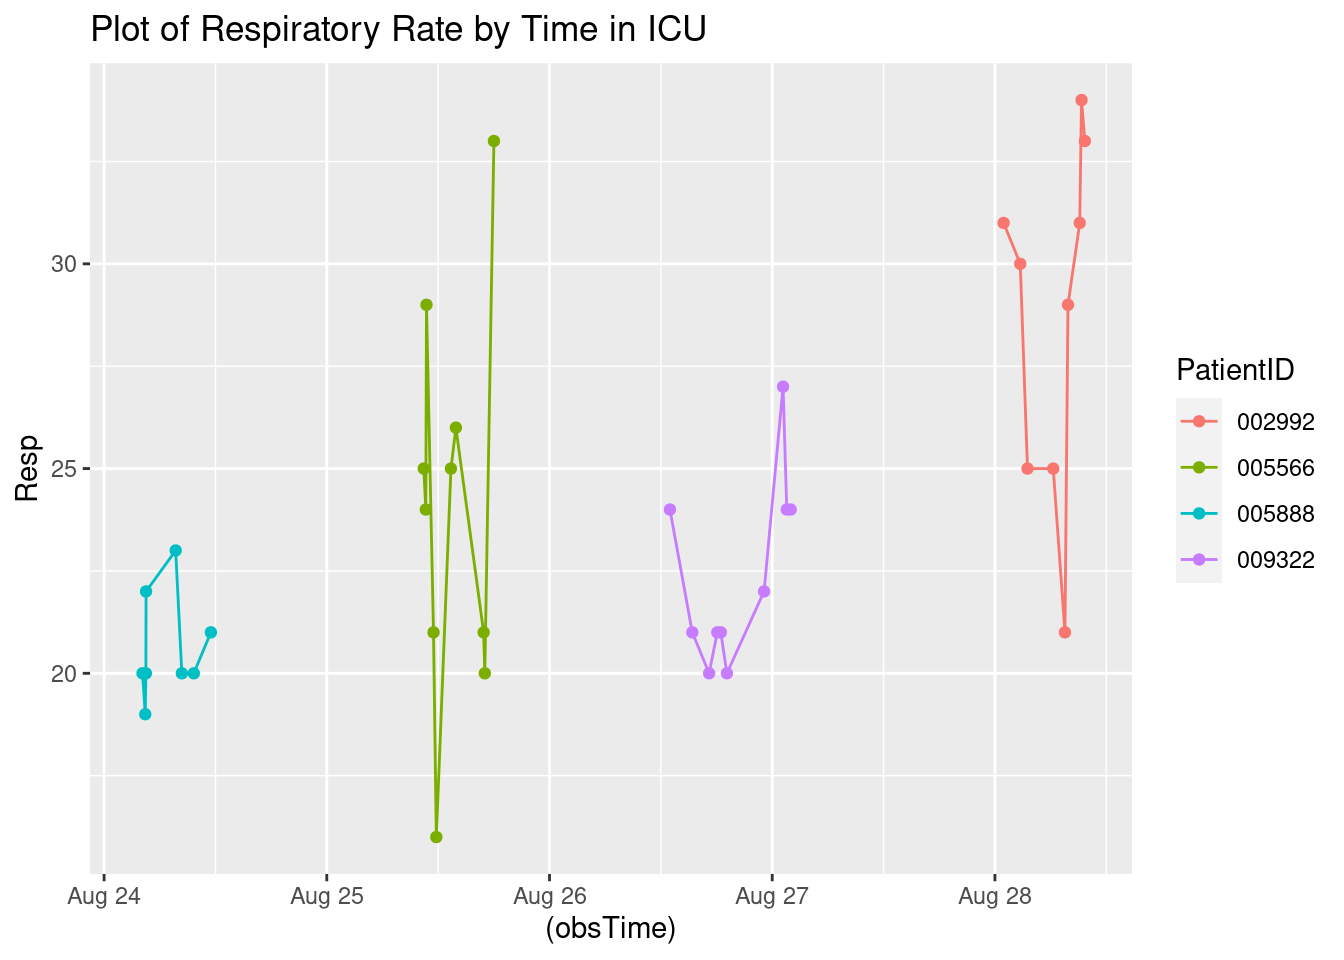 Plot of Respiratory Rate by Time in ICU
Resp
30
25
20
Aug 24 Aug 25 Aug 26 Aug 27 Aug 28
(obsTime)
PatientID
002992
005566
005888
009322